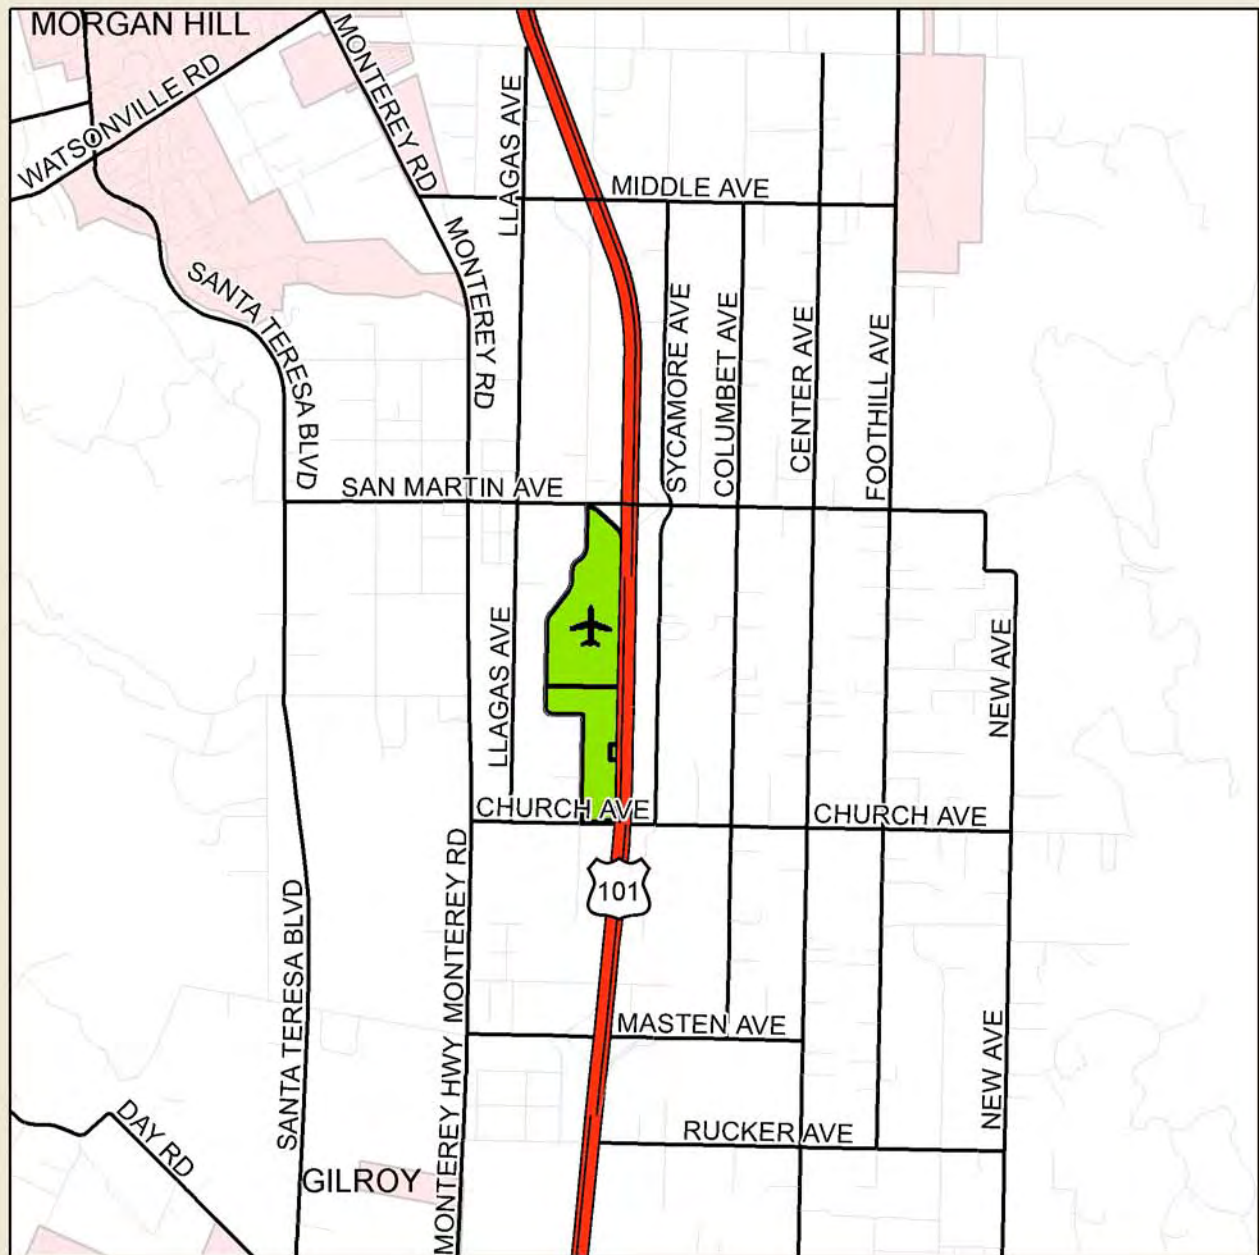 MORGAN HILL
WATSONVILLE RD
MONTEREY RD
LLAGAS AVE
MIDDLE AVE
SANTA TERESA BLVD
MONTEREY RD
SYCAMORE AVE
COLUMBET AVE
CENTER AVE
FOOTHILL AVE
SAN MARTIN AVE
LLAGAS AVE
NEW AVE
CHURCH AVE
CHURCH AVE
MONTEREY RD
101
SANTA TERESA BLVD
MASTEN AVE
NEW AVE
MONTEREY HWY
DAY RD
RUCKER AVE
GILROY